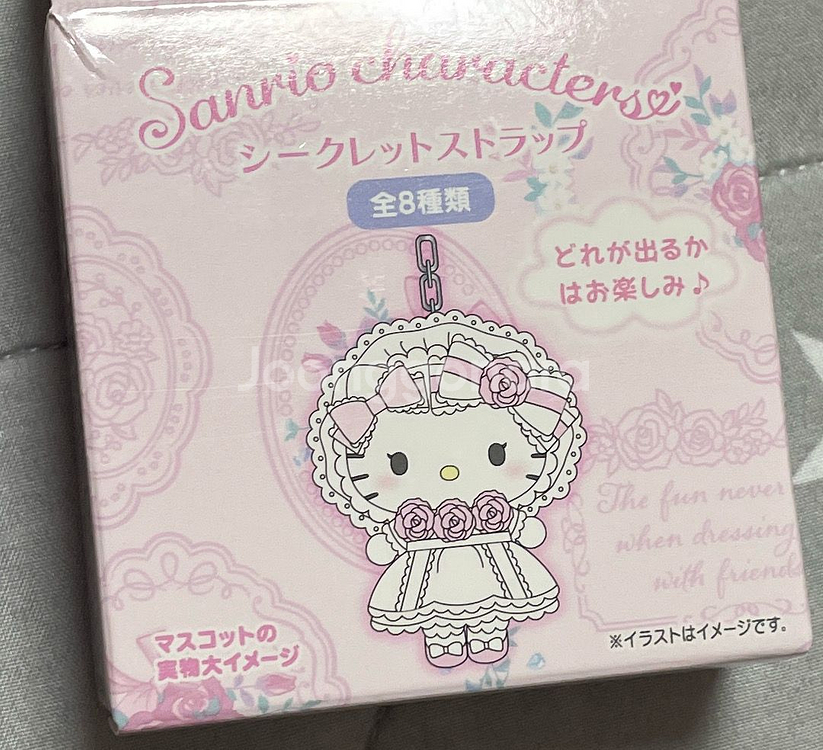 Sanrio characters
シークレットストラップ
全8種類
どれが出るか
はお楽しみ♪
The fun never
when dressing
with friend
マスコットの
実物大イメージ
※イラストはイメージです。